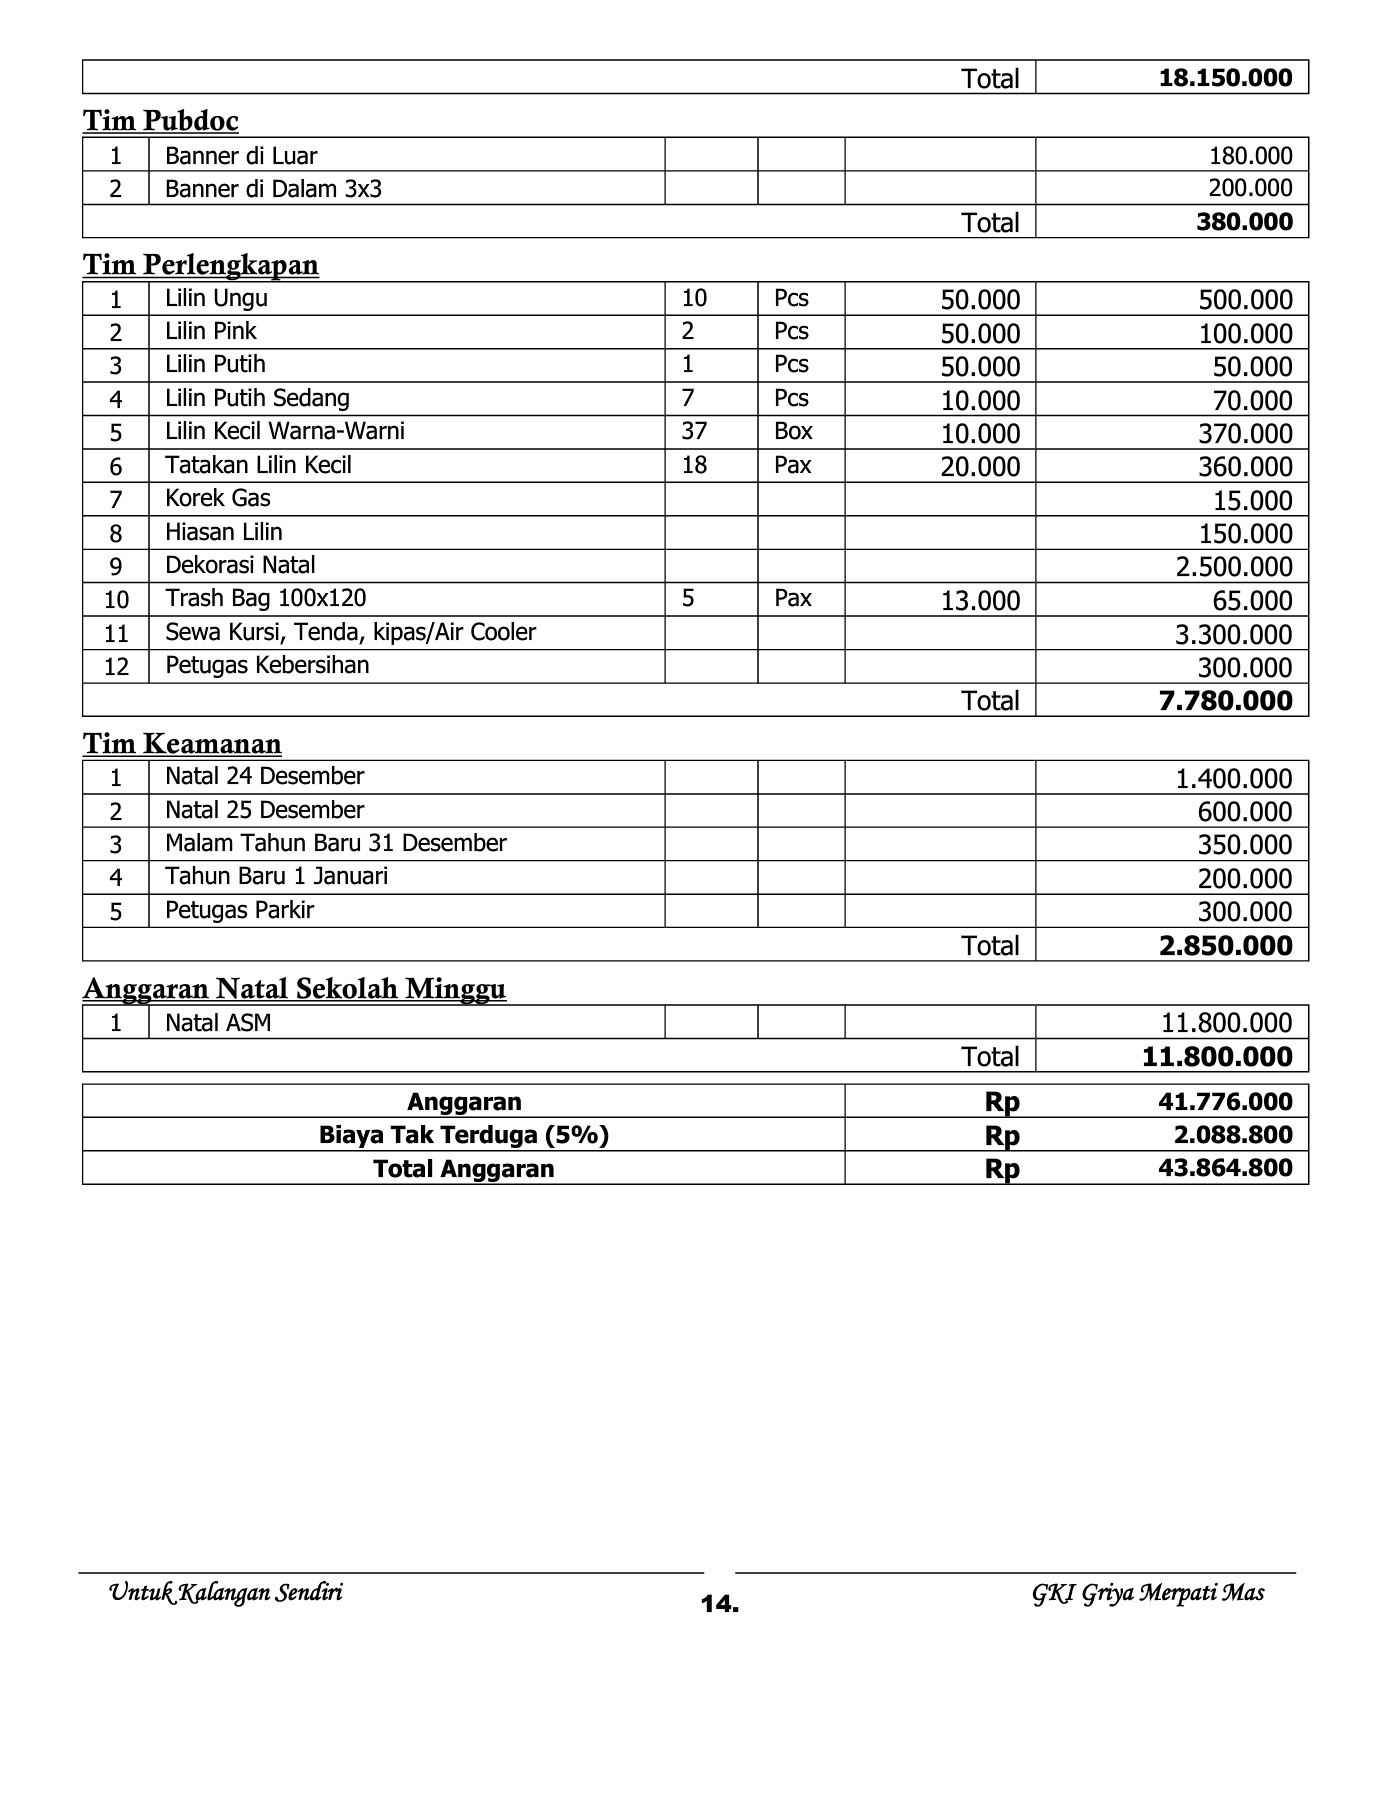 Total 18.150.000
Tim Pubdoc
1 Banner di Luar 180.000
2 Banner di Dalam 3x3 200.000
Total 380.000
Tim Perlengkapan
1 Lilin Ungu 10 Pcs 50.000 500.000
2 Lilin Pink 2 Pcs 50.000 100.000
3 Lilin Putih 1 Pcs 50.000 50.000
4 Lilin Putih Sedang 7 Pcs 10.000 70.000
5 Lilin Kecil Warna-Warni 37 Box 10.000 370.000
6 Tatakan Lilin Kecil 18 Pax 20.000 360.000
7 Korek Gas 15.000
8 Hiasan Lilin 150.000
9 Dekorasi Natal 2.500.000
10 Trash Bag 100x120 5 Pax 13.000 65.000
11 Sewa Kursi, Tenda, kipas/Air Cooler 3.300.000
12 Petugas Kebersihan 300.000
Total 7.780.000
Tim Keamanan
1 Natal 24 Desember 1.400.000
2 Natal 25 Desember 600.000
3 Malam Tahun Baru 31 Desember 350.000
4 Tahun Baru 1 Januari 200.000
5 Petugas Parkir 300.000
Total 2.850.000
Anggaran Natal Sekolah Minggu
1 Natal ASM 11.800.000
Total 11.800.000
Anggaran Rp 41.776.000
Biaya Tak Terduga (5%) Rp 2.088.800
Total Anggaran Rp 43.864.800
Untuk Kalangan Sendiri 14. GKI Griya Merpati Mas